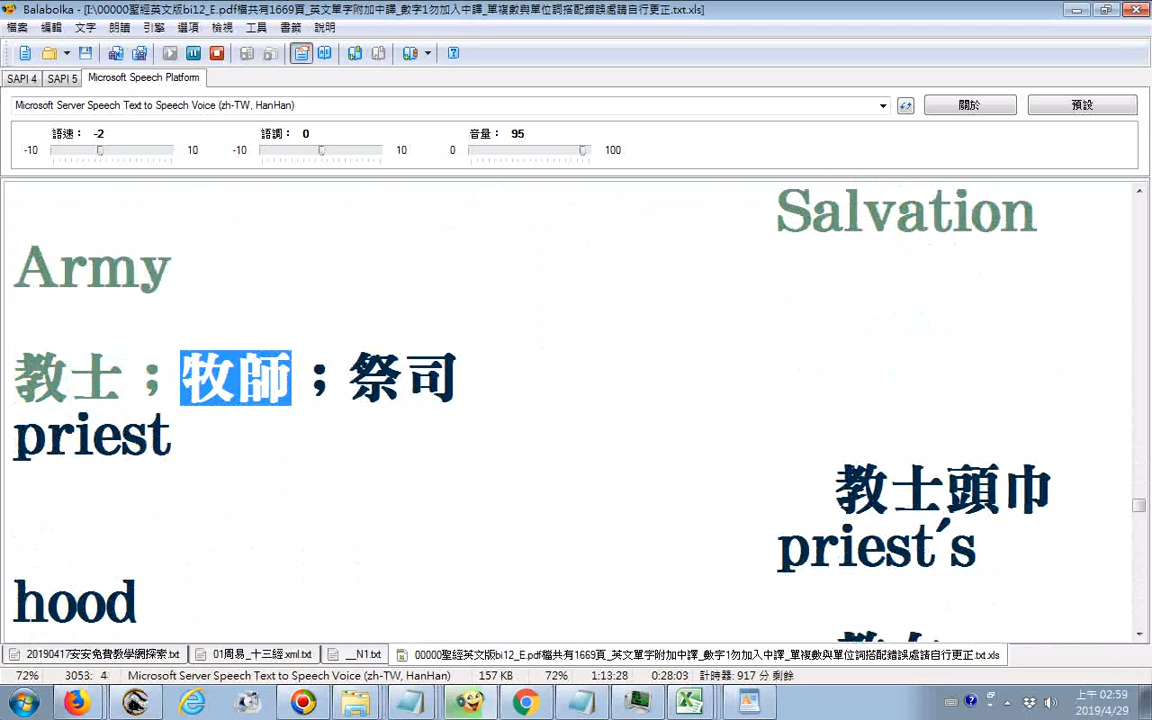 Balabolka - [I:\00000聖經英文版bi12_E.pdf檔共有1669頁_英文單字附加中譯_數字1勿加入中譯_單複數與單位詞搭配錯誤處請自行更正.txt.xls]
檔案 編輯 文字 朗讀 引擎 選項 檢視 工具 書籤 說明
SAPI 4 SAPI 5 Microsoft Speech Platform
Microsoft Server Speech Text to Speech Voice (zh-TW, HanHan) 關於 預設
語速： -2 語調： 0 音量： 95
-10 10 -10 10 0 100
Salvation
Army
教士；牧師；祭司
priest
教士頭巾
priest's
hood
20190417安安免費教學網探索.txt 01周易_十三經.xml.txt __N1.txt 00000聖經英文版bi12_E.pdf檔共有1669頁_英文單字附加中譯_數字1勿加入中譯_單複數與單位詞搭配錯誤處請自行更正.txt.xls
72% 3053: 4 Microsoft Server Speech Text to Speech Voice (zh-TW, HanHan) 157 KB 72% 1:13:28 0:28:03 計時器: 917 分 剩餘
上午 02:59
2019/4/29